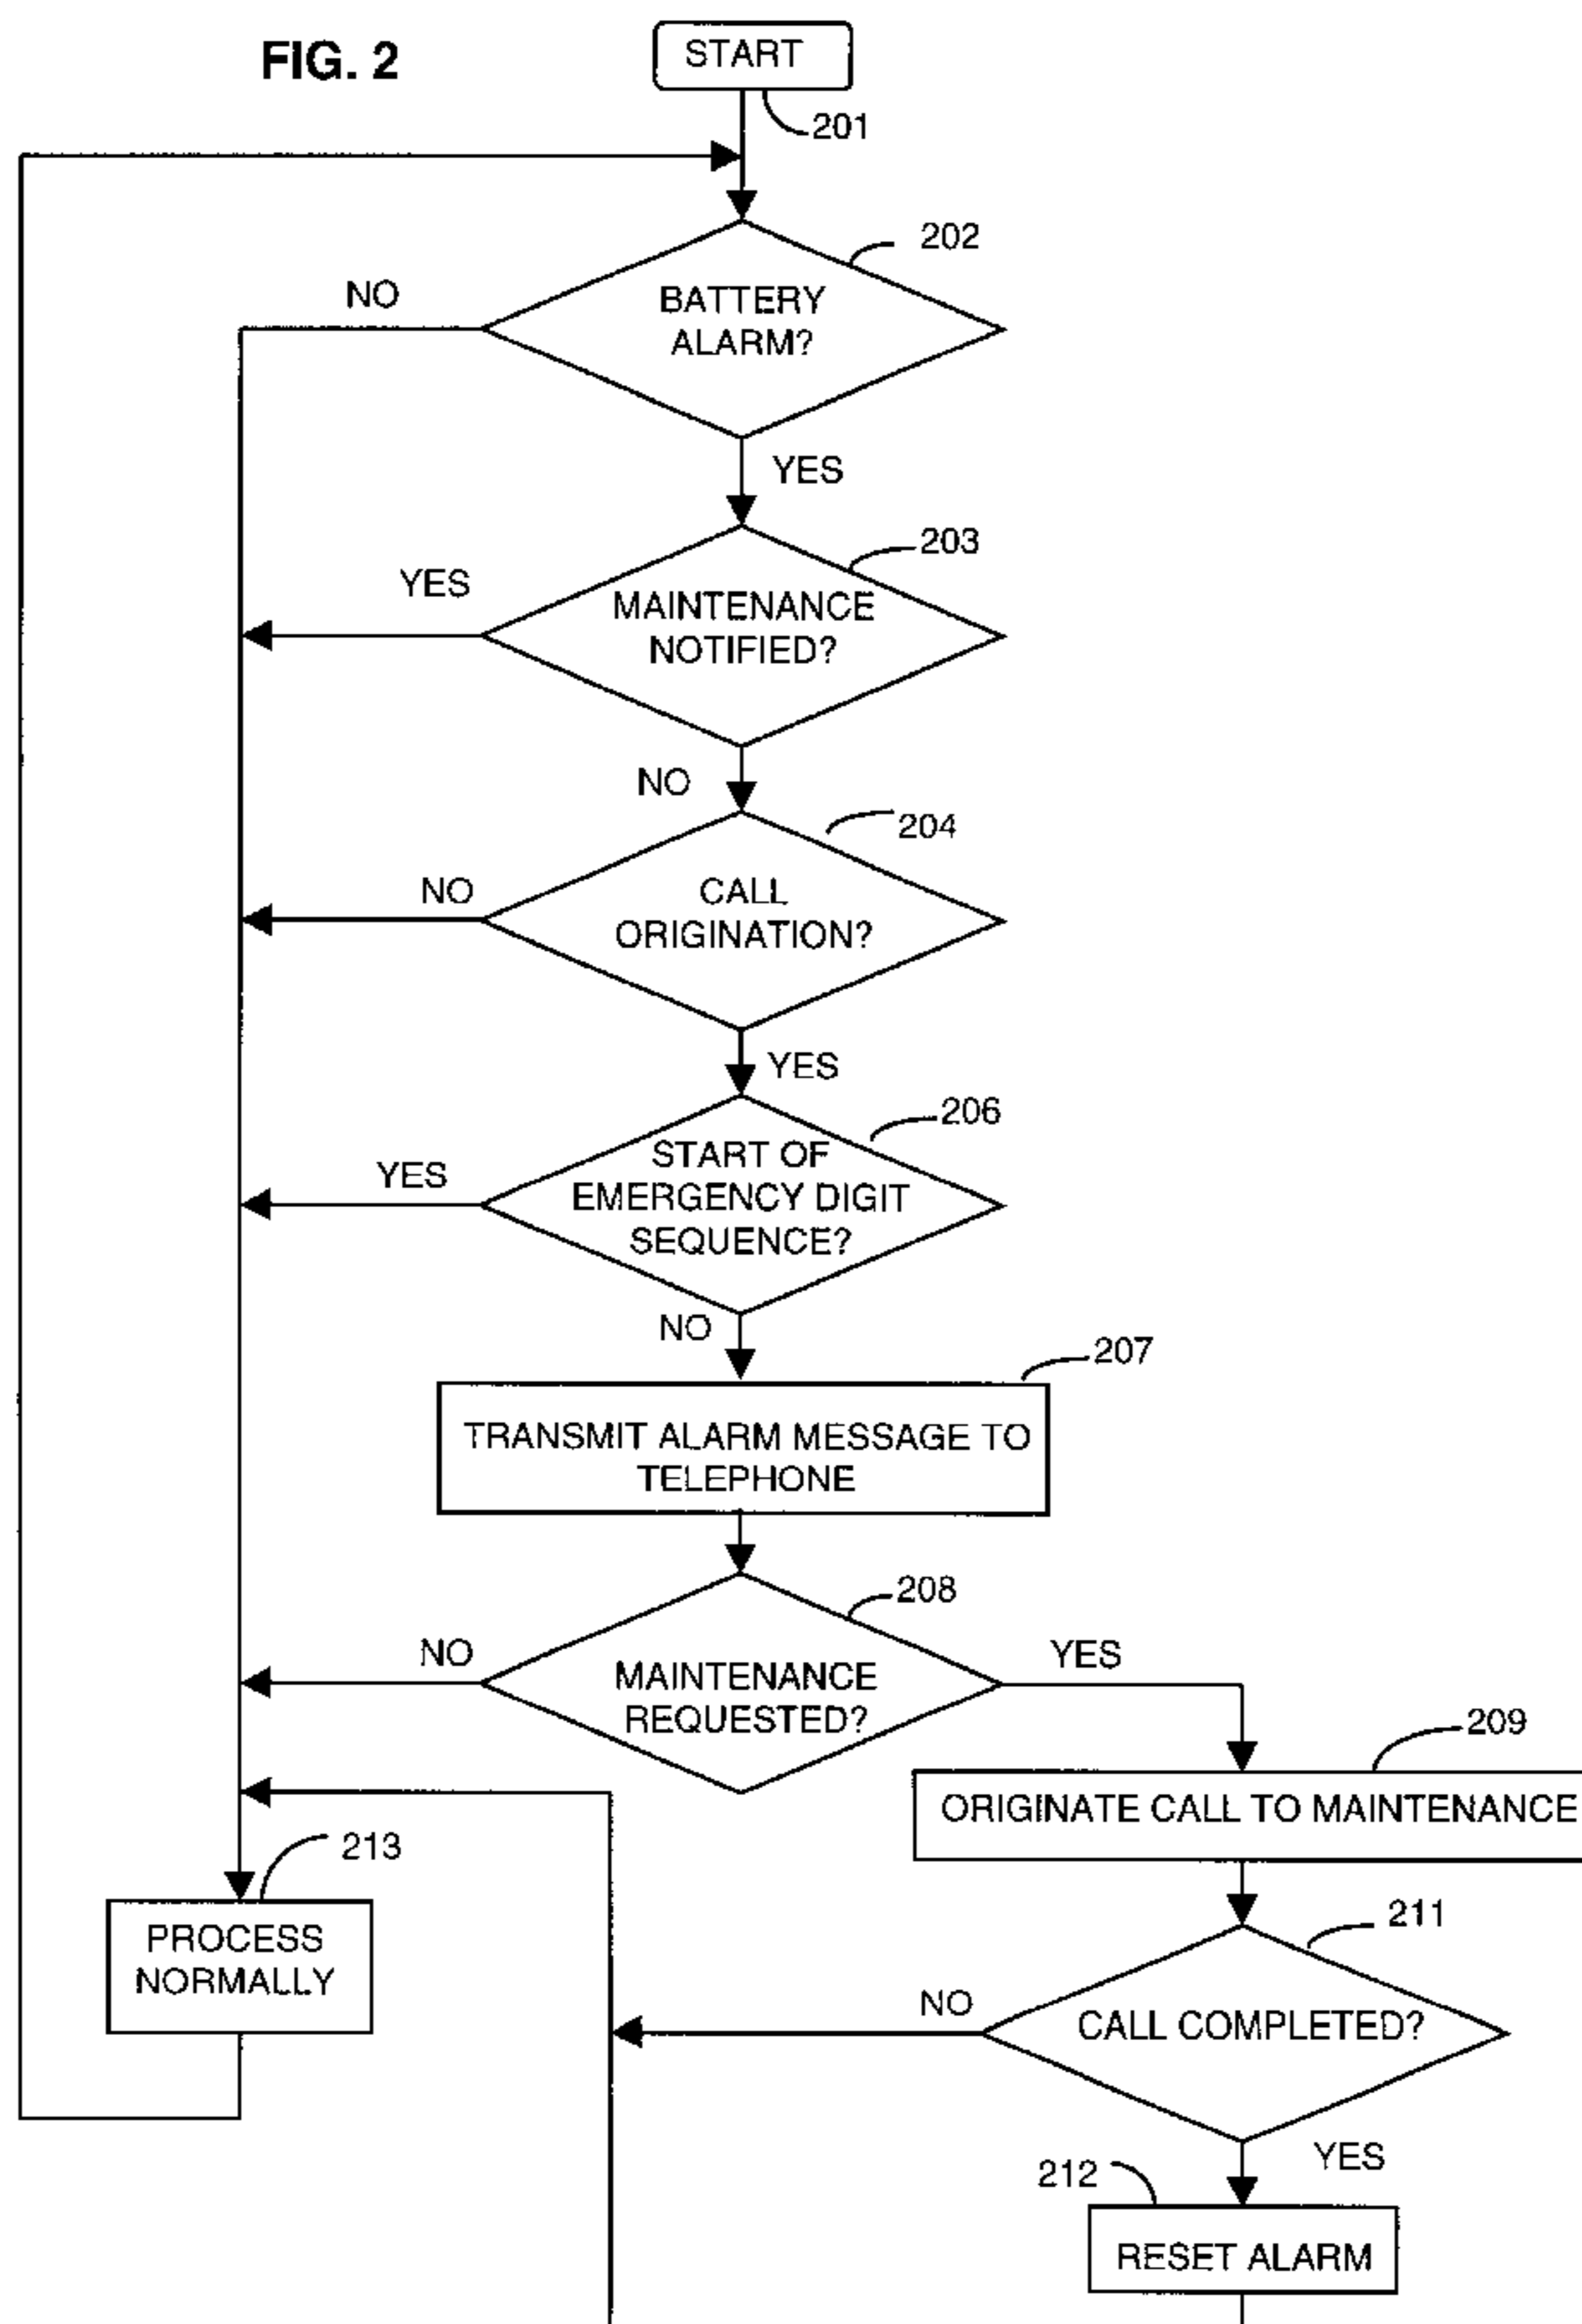 FIG. 2
START
201
202
NO
BATTERY
ALARM?
YES
203
YES
MAINTENANCE
NOTIFIED?
NO
204
NO
CALL
ORIGINATION?
YES
206
YES
START OF
EMERGENCY DIGIT
SEQUENCE?
NO
207
TRANSMIT ALARM MESSAGE TO
TELEPHONE
208
NO
YES
MAINTENANCE
REQUESTED?
209
ORIGINATE CALL TO MAINTENANCE
213
PROCESS
NORMALLY
211
NO
CALL COMPLETED?
YES
212
RESET ALARM